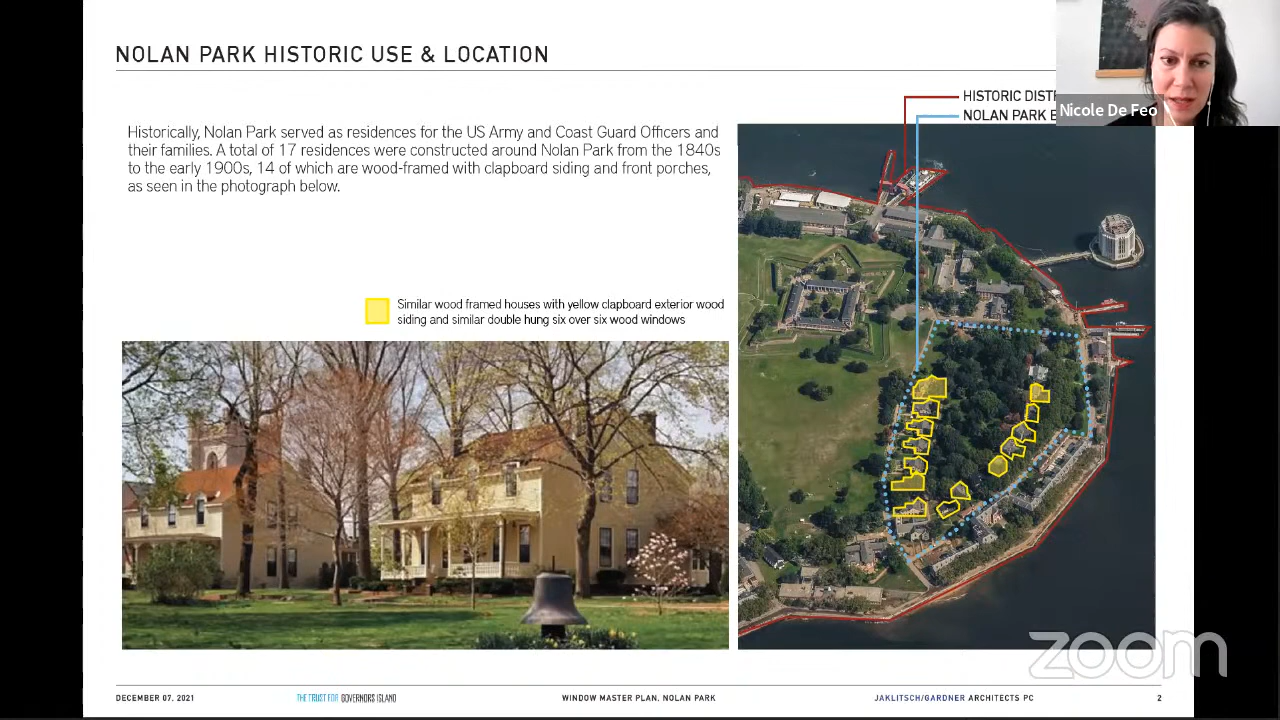 NOLAN PARK HISTORIC USE & LOCATION
HISTORIC DIST
NOLAN PARK
Nicole De Feo
Historically, Nolan Park served as residences for the US Army and Coast Guard Officers and
their families. A total of 17 residences were constructed around Nolan Park from the 1840s
to the early 1900s, 14 of which are wood-framed with clapboard siding and front porches,
as seen in the photograph below.
Similar wood framed houses with yellow clapboard exterior wood
siding and similar double hung six over six wood windows
zoom
DECEMBER 07, 2021
THE TRUST FOR GOVERNORS ISLAND
WINDOW MASTER PLAN, NOLAN PARK
JAKLITSCH/GARDNER ARCHITECTS PC
2